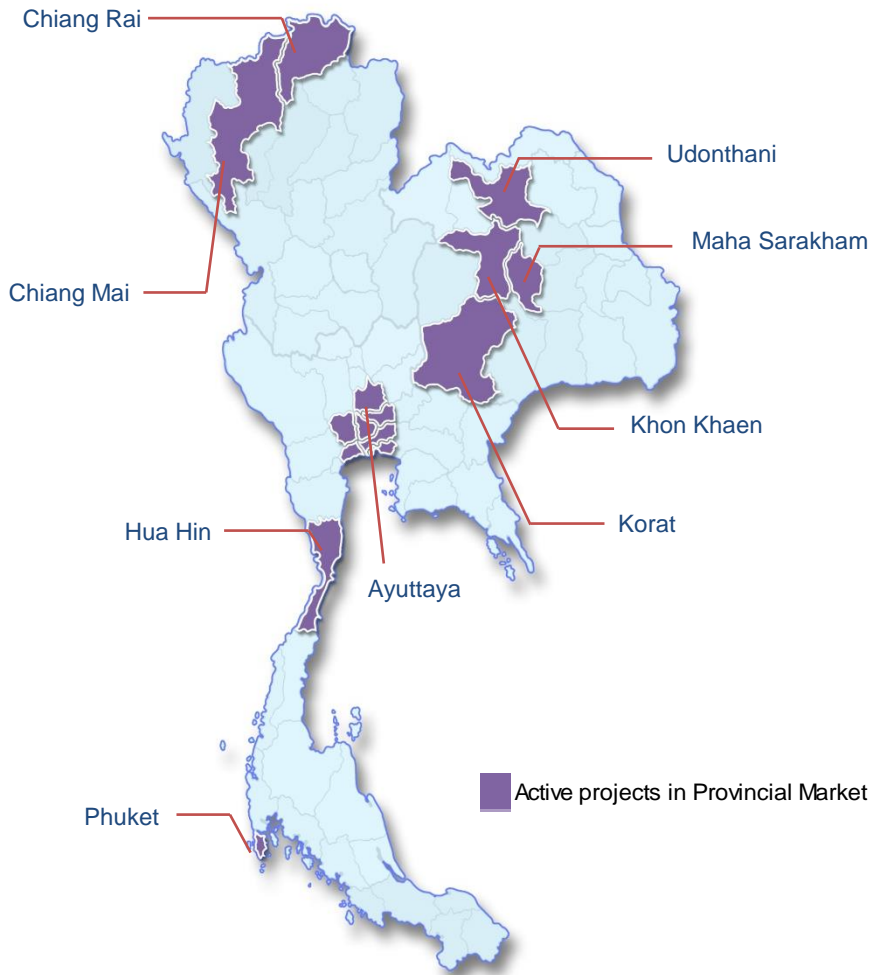 Chiang Rai
Udonthani
Maha Sarakham
Chiang Mai
Khon Khaen
Korat
Hua Hin
Ayuttaya
Active projects in Provincial Market
Phuket